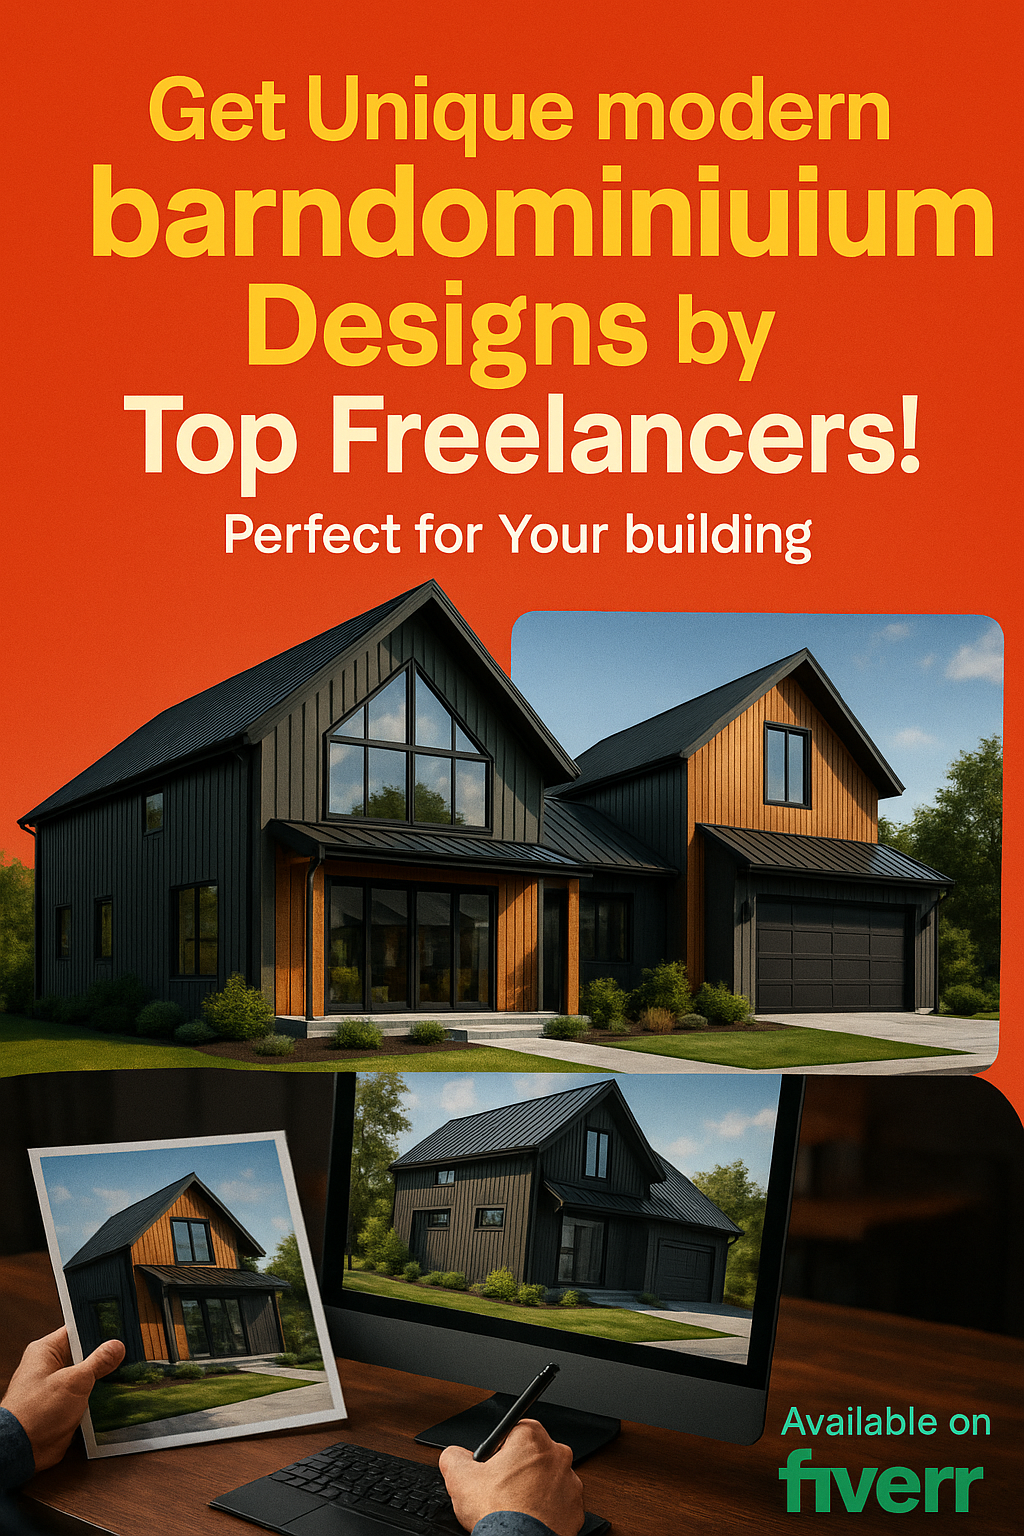 Get Unique modern
barndominiuium
Designs by
Top Freelancers!
Perfect for Your building
Available on
fiverr